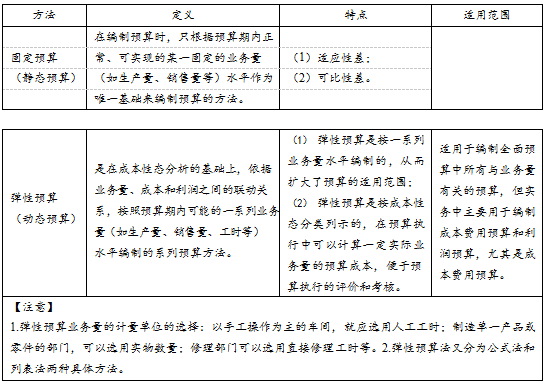 方法 定义 特点 适用范围
在编制预算时，只根据预算期内正
固定预算 常、可实现的某一固定的业务量 （1）适应性差；
（静态预算） （如生产量、销售量等）水平作为 （2）可比性差。
唯一基础来编制预算的方法。
弹性预算
（动态预算）
是在成本性态分析的基础上，依据
业务量、成本和利润之间的联动关
系，按照预算期内可能的一系列业务
量（如生产量、销售量、工时等）
水平编制的系列预算方法。
（1） 弹性预算是按一系列
业务量水平编制的，从而
扩大了预算的适用范围；
（2） 弹性预算是按成本性
态分类列示的，在预算执
行中可以计算一定实际业
务量的预算成本，便于预
算执行的评价和考核。
适用于编制全面预
算中所有与业务量
有关的预算，但实
务中主要用于编制
成本费用预算和利
润预算，尤其是成
本费用预算。
【注意】
1.弹性预算业务量的计量单位的选择：以手工操作为主的车间，就应选用人工工时；制造单一产品或
零件的部门，可以选用实物数量；修理部门可以选用直接修理工时等。2.弹性预算法又分为公式法和
列表法两种具体方法。